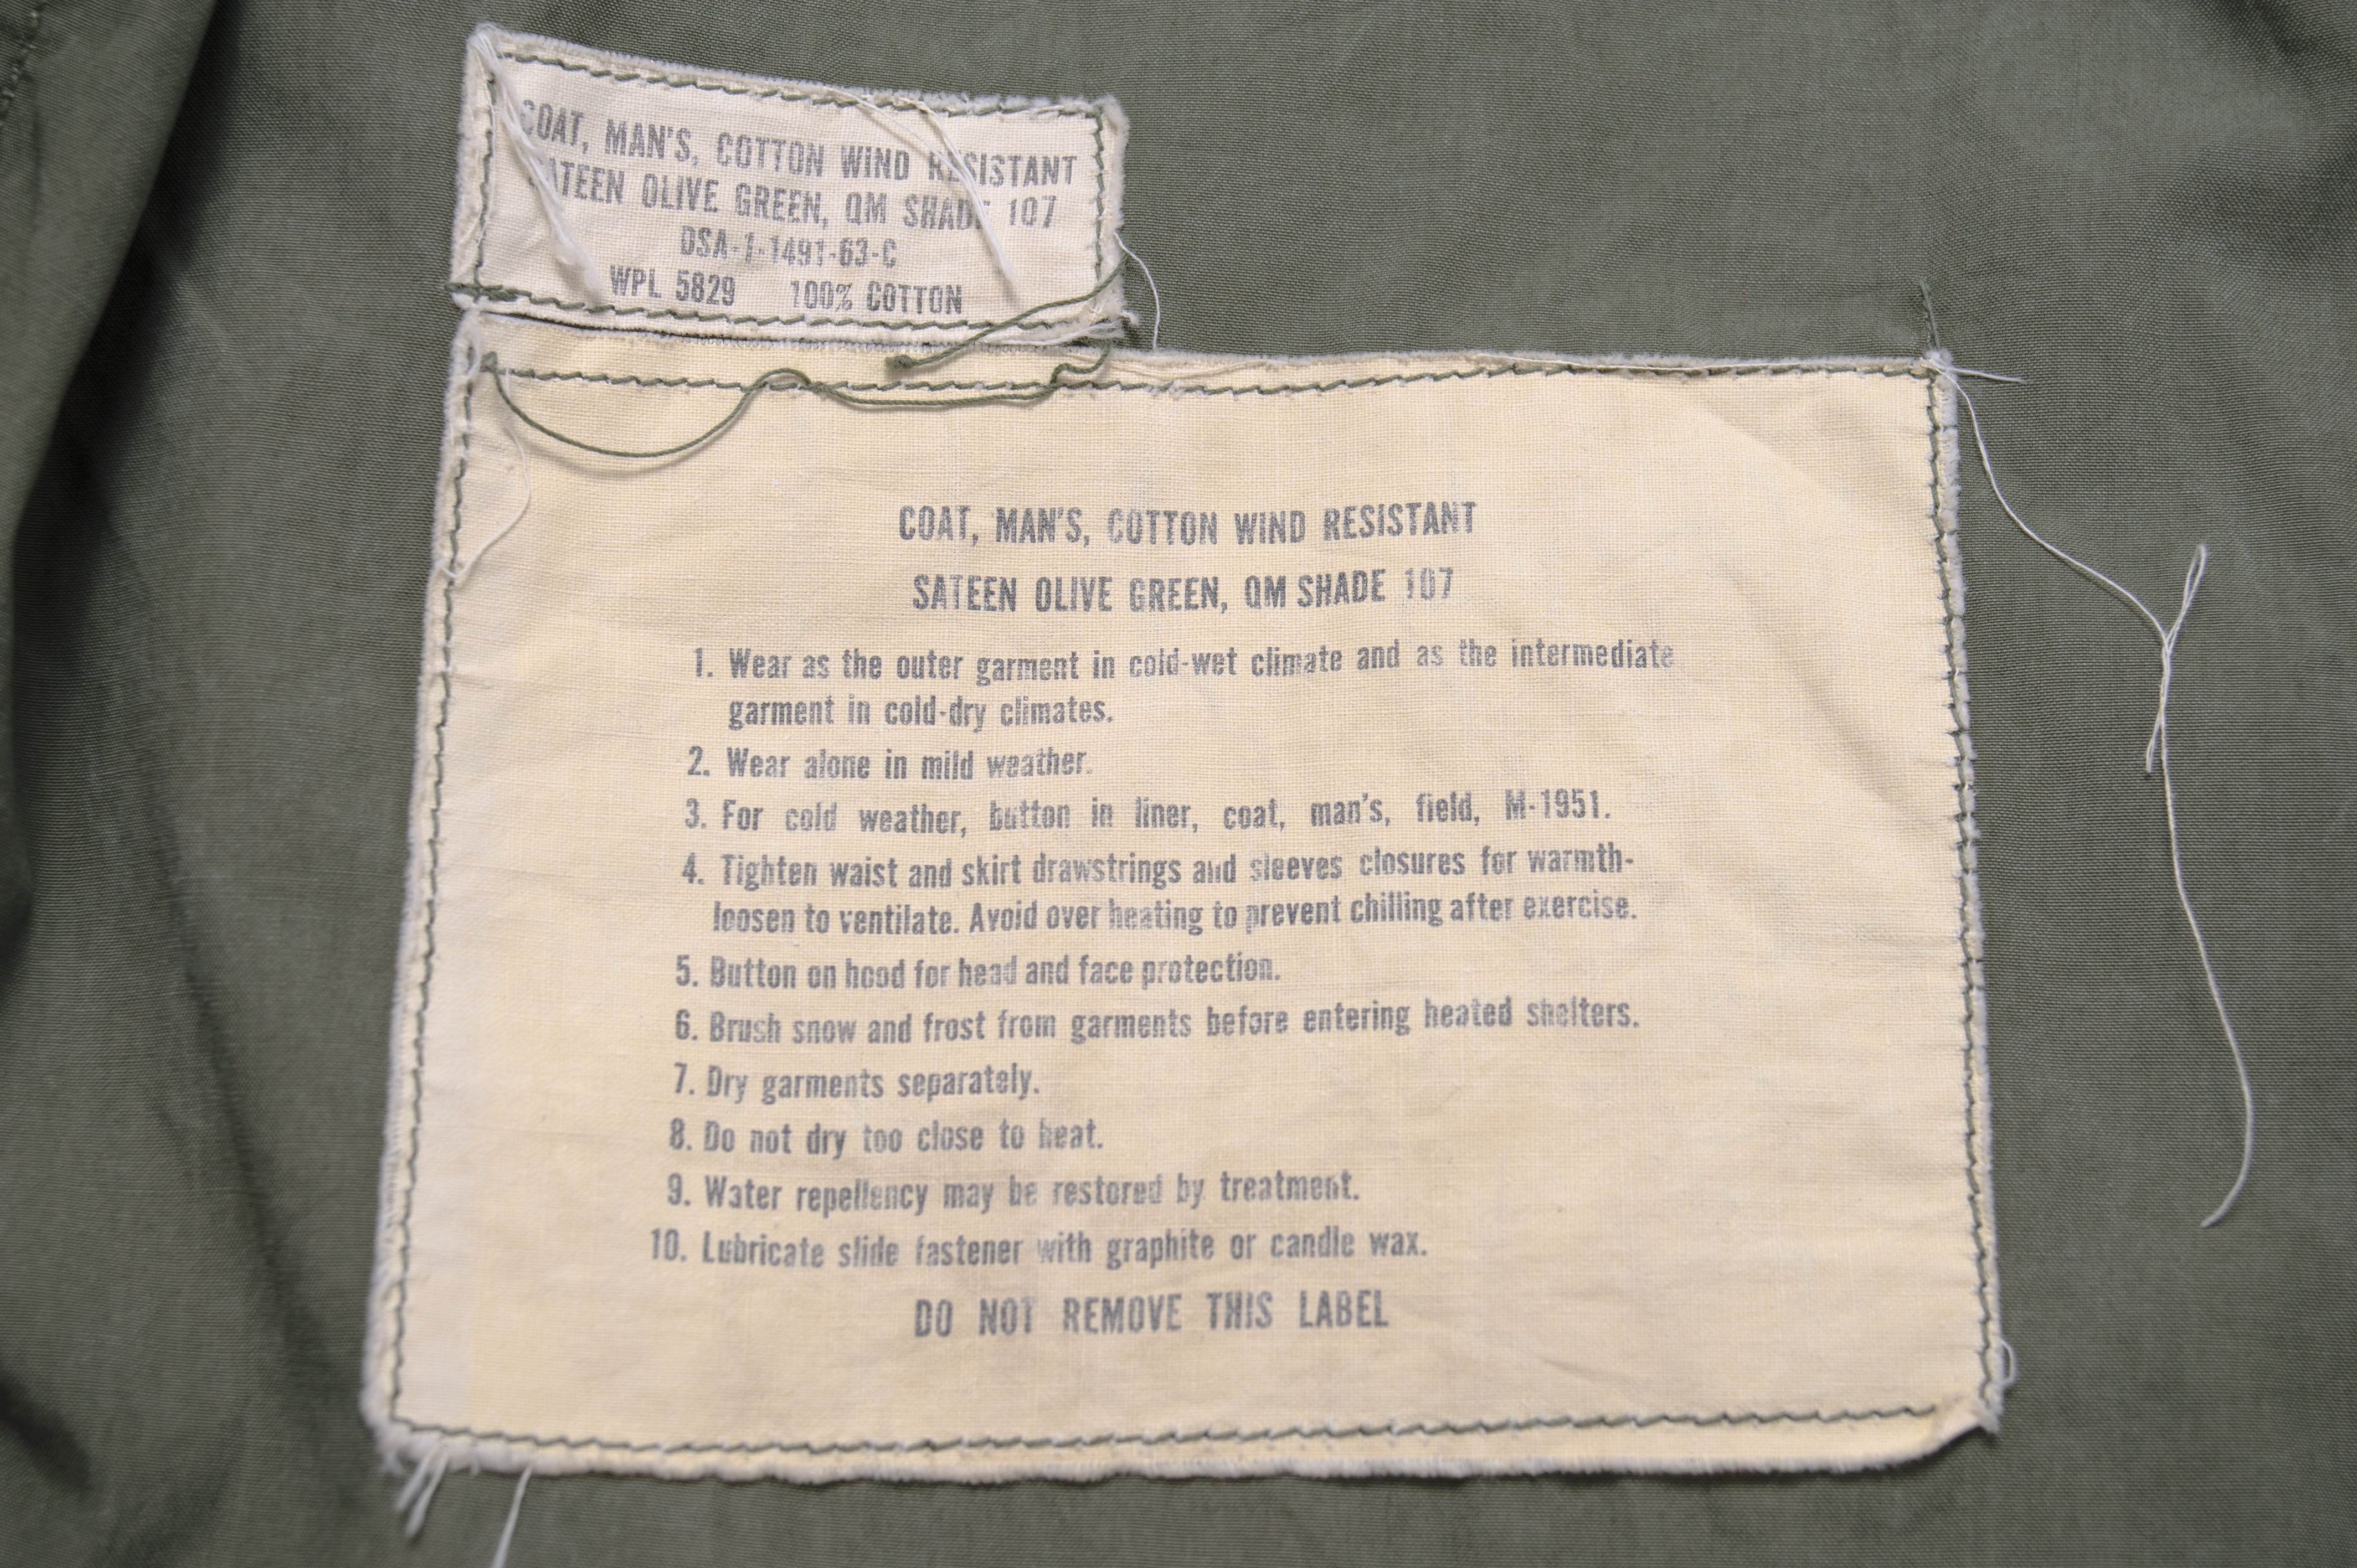 COAT, MAN'S, COTTON WIND RESISTANT
SATEEN OLIVE GREEN, QM SHADE 107
DSA-1-1491-63-C
WPL 5829 100% COTTON
COAT, MAN'S, COTTON WIND RESISTANT
SATEEN OLIVE GREEN, QM SHADE 107
1. Wear as the outer garment in cold-wet climate and as the intermediate
garment in cold-dry climates.
2. Wear alone in mild weather.
3. For cold weather, button in liner, coat, man's, field, M-1951.
4. Tighten waist and skirt drawstrings and sleeves closures for warmth-
loosen to ventilate. Avoid over heating to prevent chilling after exercise.
5. Button on hood for head and face protection.
6. Brush snow and frost from garments before entering heated shelters.
7. Dry garments separately.
8. Do not dry too close to heat.
9. Water repellency may be restored by treatment.
10. Lubricate slide fastener with graphite or candle wax.
DO NOT REMOVE THIS LABEL